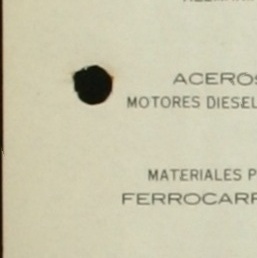 ACEROS
MOTORES DIESEL
MATERIALES P
FERROCARR